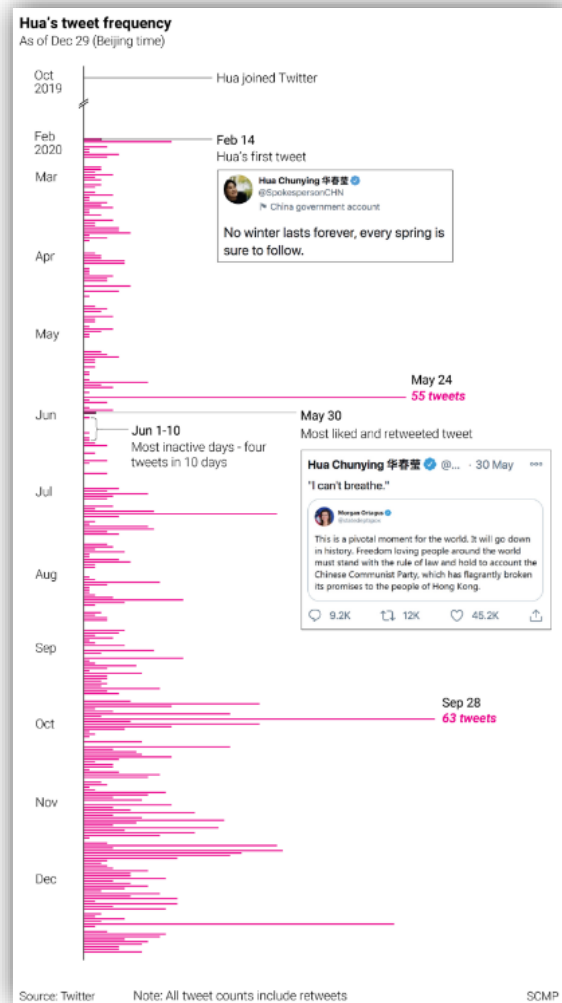 Hua's tweet frequency
As of Dec 29 (Beijing time)
Oct
2019
Hua joined Twitter
Feb
2020
Feb 14
Hua's first tweet
Mar
Hua Chunying 华春莹
@SpokespersonCHN
China government account
No winter lasts forever, every spring is
sure to follow.
Apr
May
May 24
55 tweets
Jun
May 30
Most liked and retweeted tweet
Jun 1-10
Most inactive days - four
tweets in 10 days
Hua Chunying 华春莹 @... · 30 May
"I can't breathe."
Morgan Ortagus
@statedeptspox
This is a pivotal moment for the world. It will go down
in history. Freedom loving people around the world
must stand with the rule of law and hold to account the
Chinese Communist Party, which has flagrantly broken
its promises to the people of Hong Kong.
9.2K 12K 45.2K
Jul
Aug
Sep
Sep 28
63 tweets
Oct
Nov
Dec
Source: Twitter Note: All tweet counts include retweets SCMP